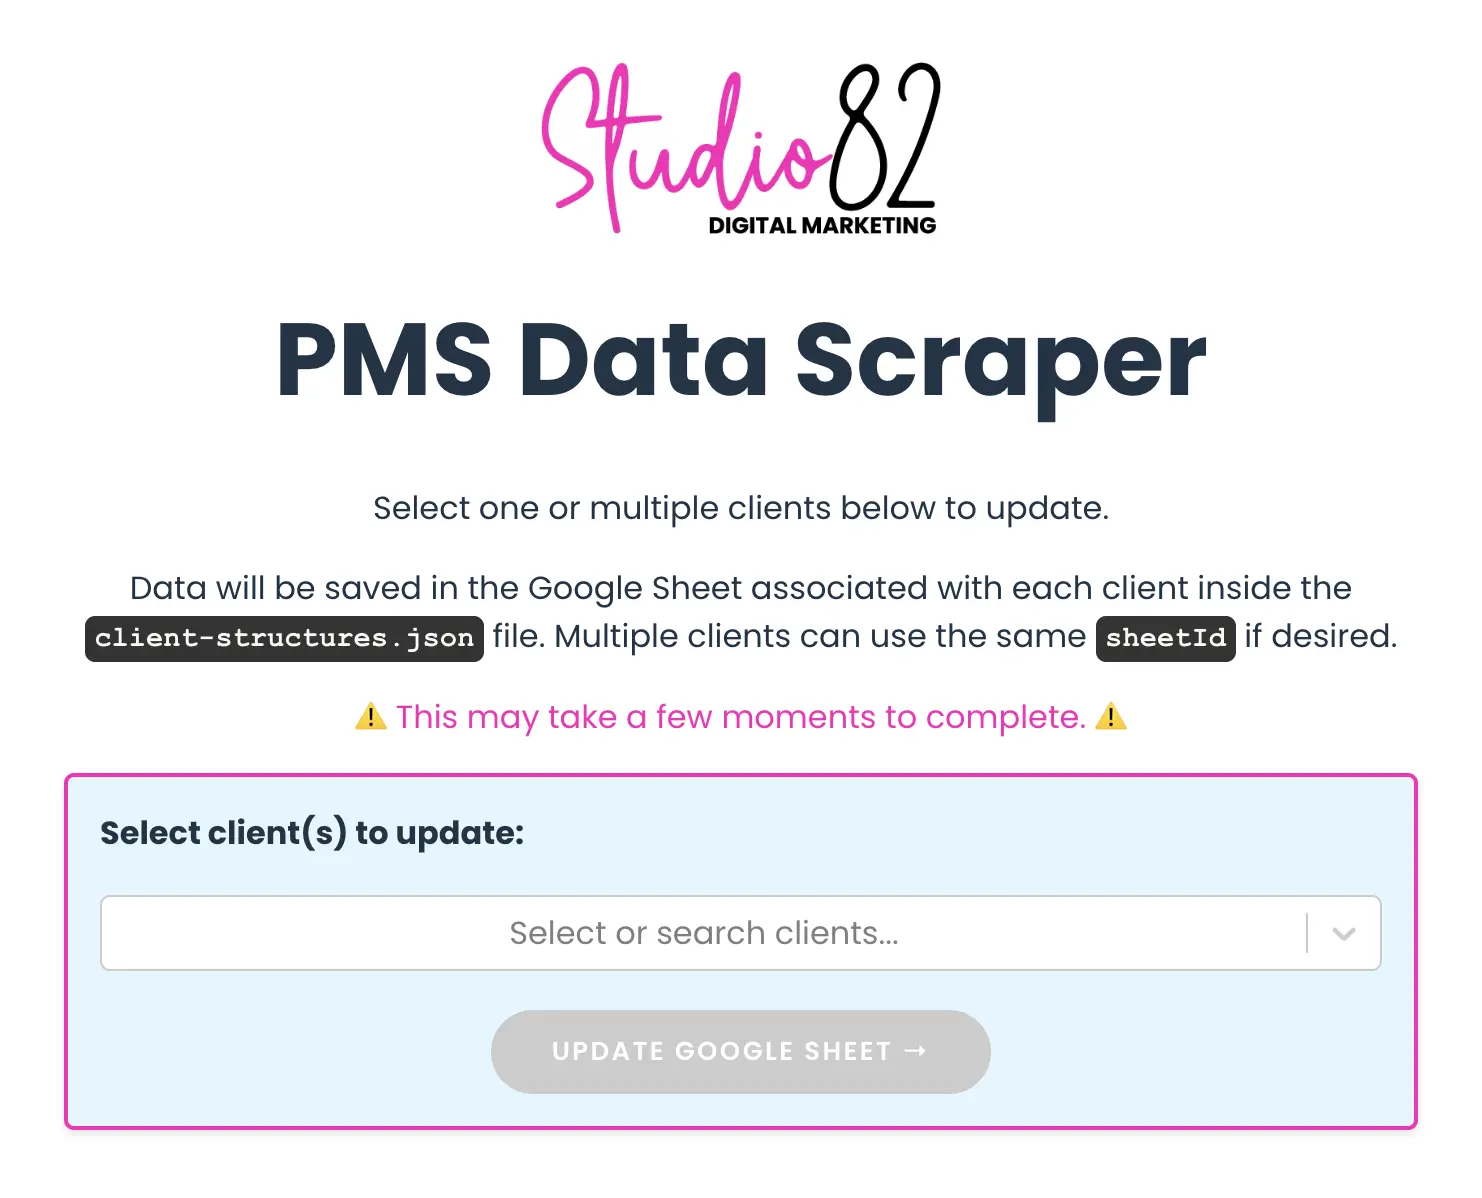 Studio82
DIGITAL MARKETING
PMS Data Scraper
Select one or multiple clients below to update.
Data will be saved in the Google Sheet associated with each client inside the
client-structures.json file. Multiple clients can use the same sheetId if desired.
⚠️ This may take a few moments to complete. ⚠️
Select client(s) to update:
Select or search clients...
UPDATE GOOGLE SHEET →